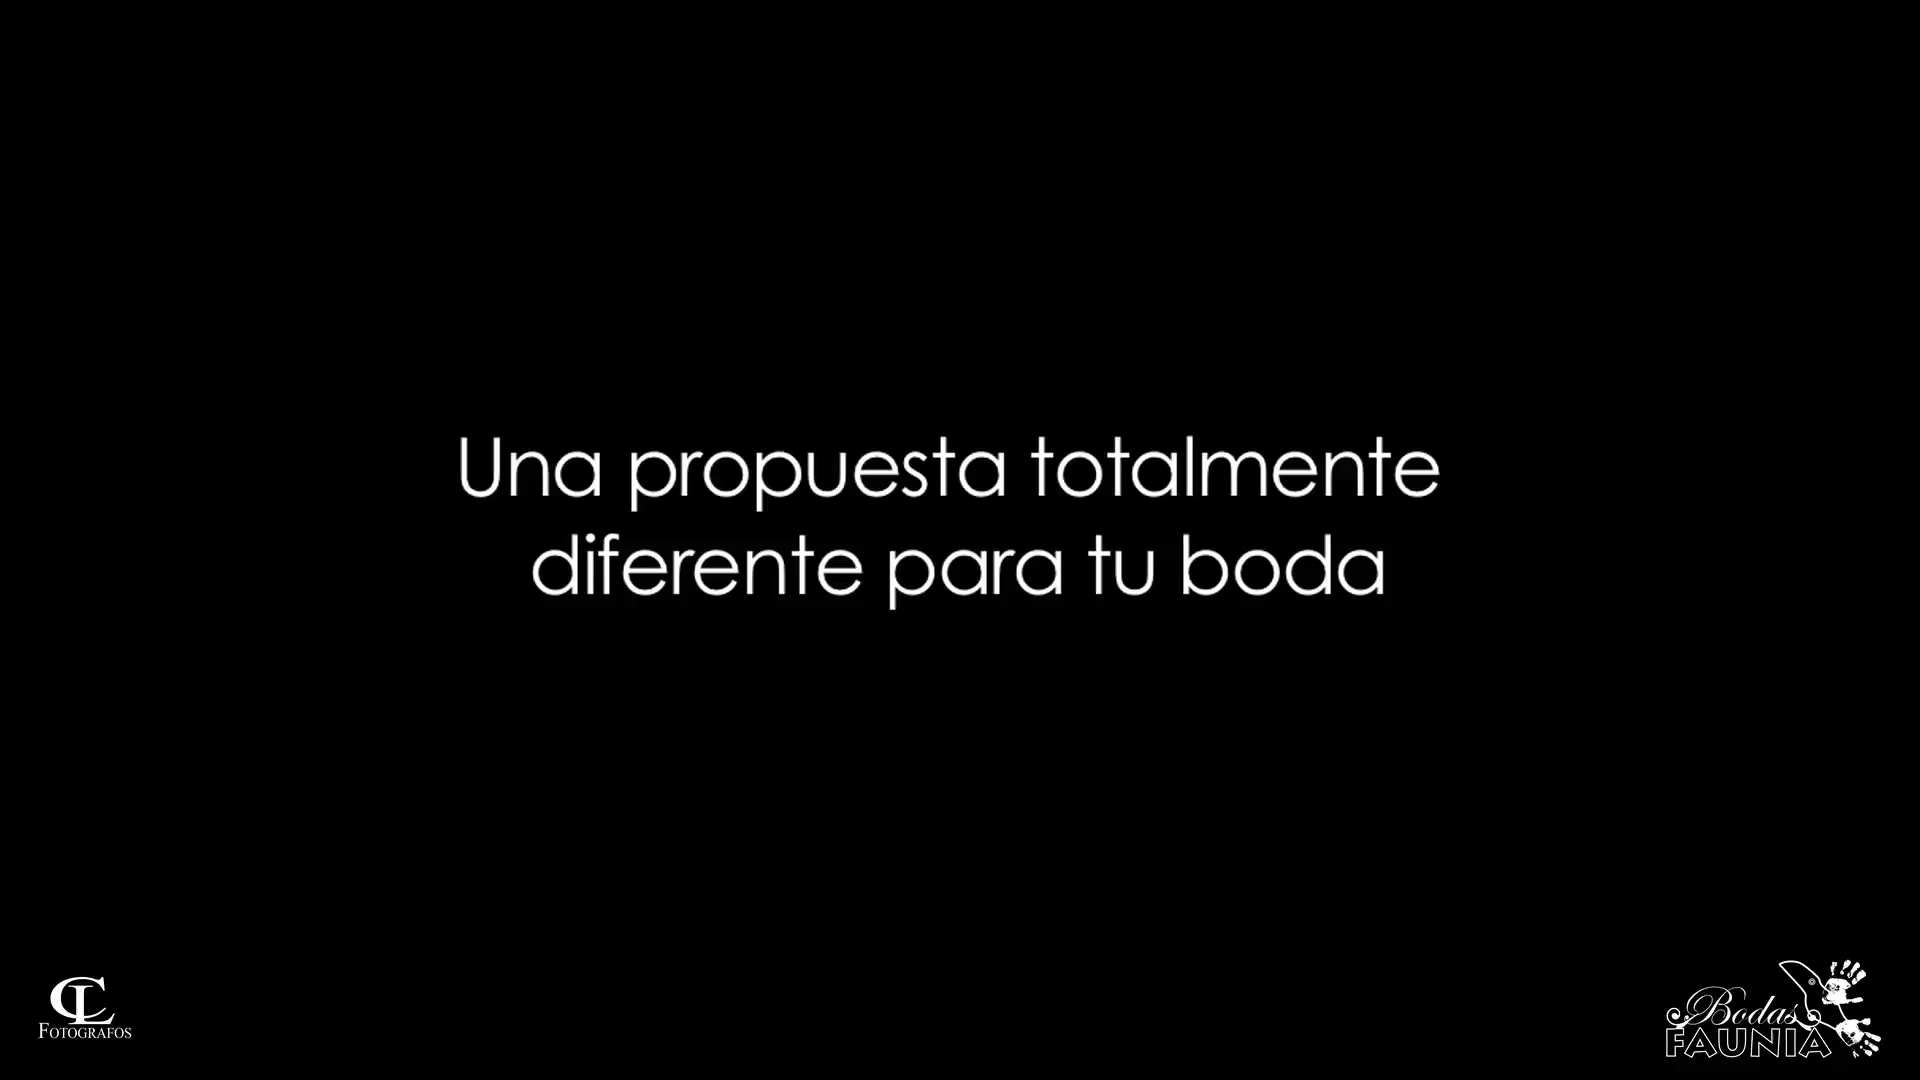 Una propuesta totalmente
diferente para tu boda
CL
FOTOGRAFOS
Bodas
FAUNIA